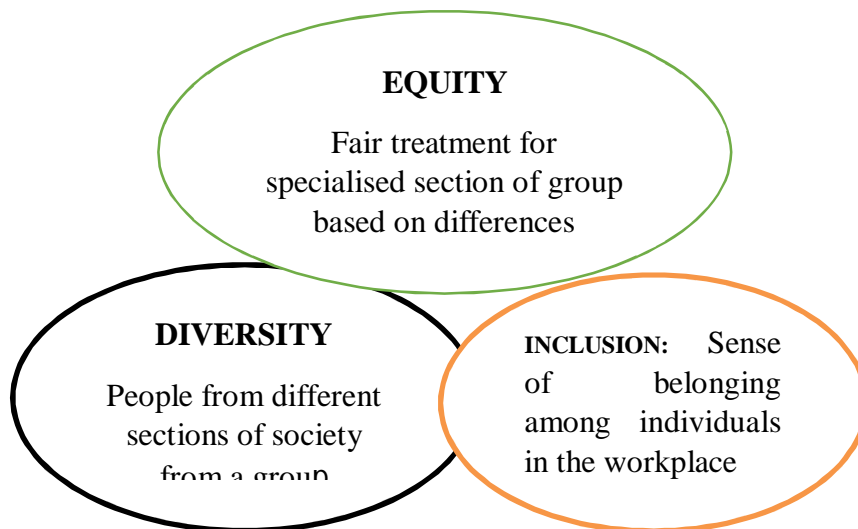 EQUITY
Fair treatment for
specialised section of group
based on differences
DIVERSITY
People from different
sections of society
from a group
INCLUSION: Sense
of belonging
among individuals
in the workplace